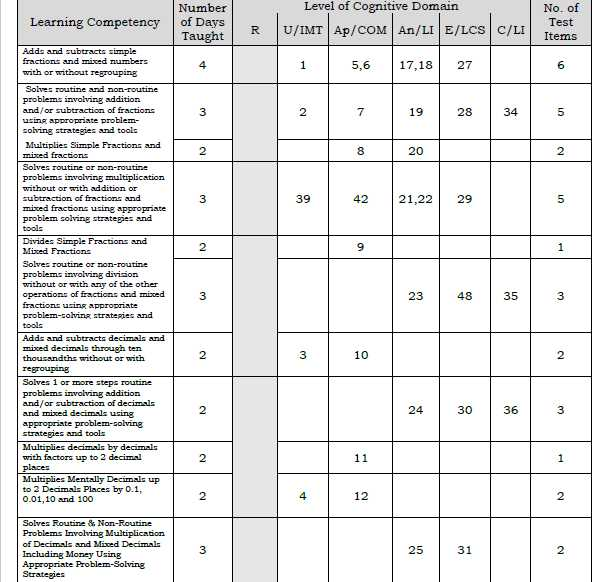 Learning Competency
Number
of Days
Taught
Level of Cognitive Domain
R
U/IMT
Ap/COM
An/LI
E/LCS
C/LI
No. of
Test
Items
Adds and subtracts simple
fractions and mixed numbers
with or without regrouping
4
1
5,6
17,18
27
6
Solves routine and non-routine
problems involving addition
and/or subtraction of fractions
using appropriate problem-
solving strategies and tools
3
2
7
19
28
34
5
Multiplies Simple Fractions and
mixed fractions
2
8
20
2
Solves routine or non-routine
problems involving multiplication
without or with addition or
subtraction of fractions and
mixed fractions using appropriate
problem solving strategies and
tools
3
39
42
21,22
29
5
Divides Simple Fractions and
Mixed Fractions
2
9
1
Solves routine or non-routine
problems involving division
without or with any of the other
operations of fractions and mixed
fractions using appropriate
problem-solving strategies and
tools
3
23
48
35
3
Adds and subtracts decimals and
mixed decimals through ten
thousandths without or with
regrouping
2
3
10
2
Solves 1 or more steps routine
problems involving addition
and/or subtraction of decimals
and mixed decimals using
appropriate problem-solving
strategies and tools
2
24
30
36
3
Multiplies decimals by decimals
with factors up to 2 decimal
places
2
11
1
Multiplies Mentally Decimals up
to 2 Decimals Places by 0.1,
0.01,10 and 100
2
4
12
2
Solves Routine & Non-Routine
Problems Involving Multiplication
of Decimals and Mixed Decimals
Including Money Using
Appropriate Problem-Solving
Strategies
3
25
31
2